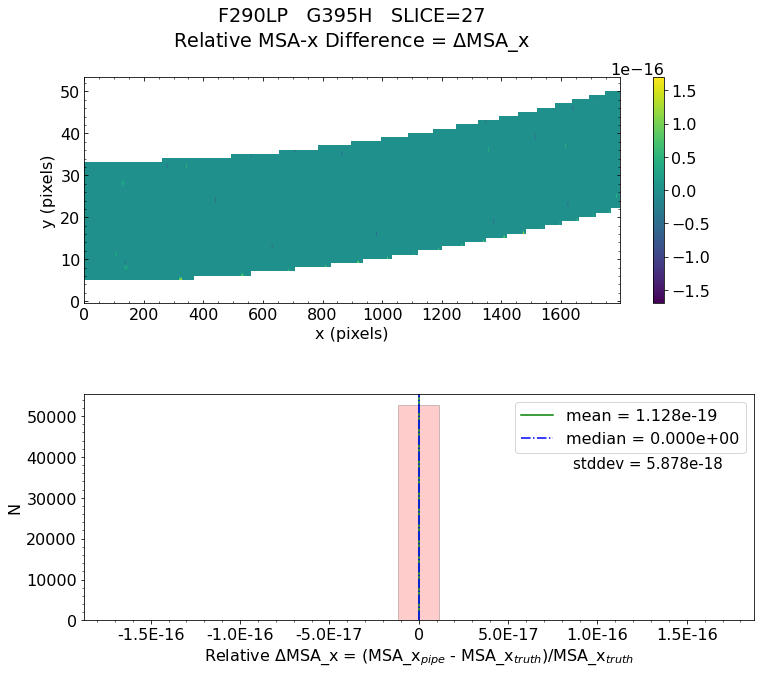 F290LP G395H SLICE=27
Relative MSA-x Difference = ΔMSA_x
1e−16
50
40
30
20
10
0
y (pixels)
0 200 400 600 800 1000 1200 1400 1600
x (pixels)
1.5
1.0
0.5
0.0
−0.5
−1.0
−1.5
50000
40000
30000
20000
10000
0
N
mean = 1.128e-19
median = 0.000e+00
stddev = 5.878e-18
-1.5E-16 -1.0E-16 -5.0E-17 0 5.0E-17 1.0E-16 1.5E-16
Relative ΔMSA_x = (MSA_xpipe - MSA_xtruth)/MSA_xtruth